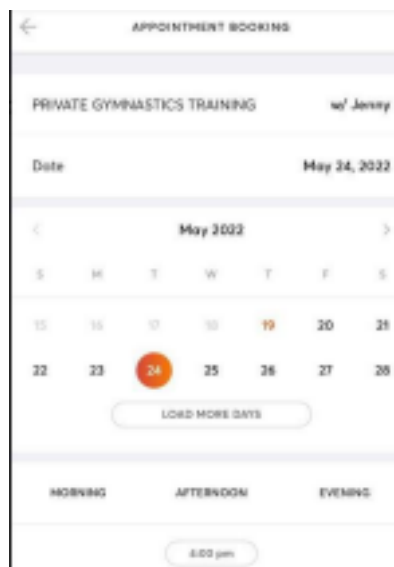 APPOINTMENT BOOKING
PRIVATE GYMNASTICS TRAINING w/ Jenny
Date May 24, 2022
May 2022
S M T W T F S
15 16 17 18 19 20 21
22 23 24 25 26 27 28
LOAD MORE DAYS
MORNING AFTERNOON EVENING
4:00 pm